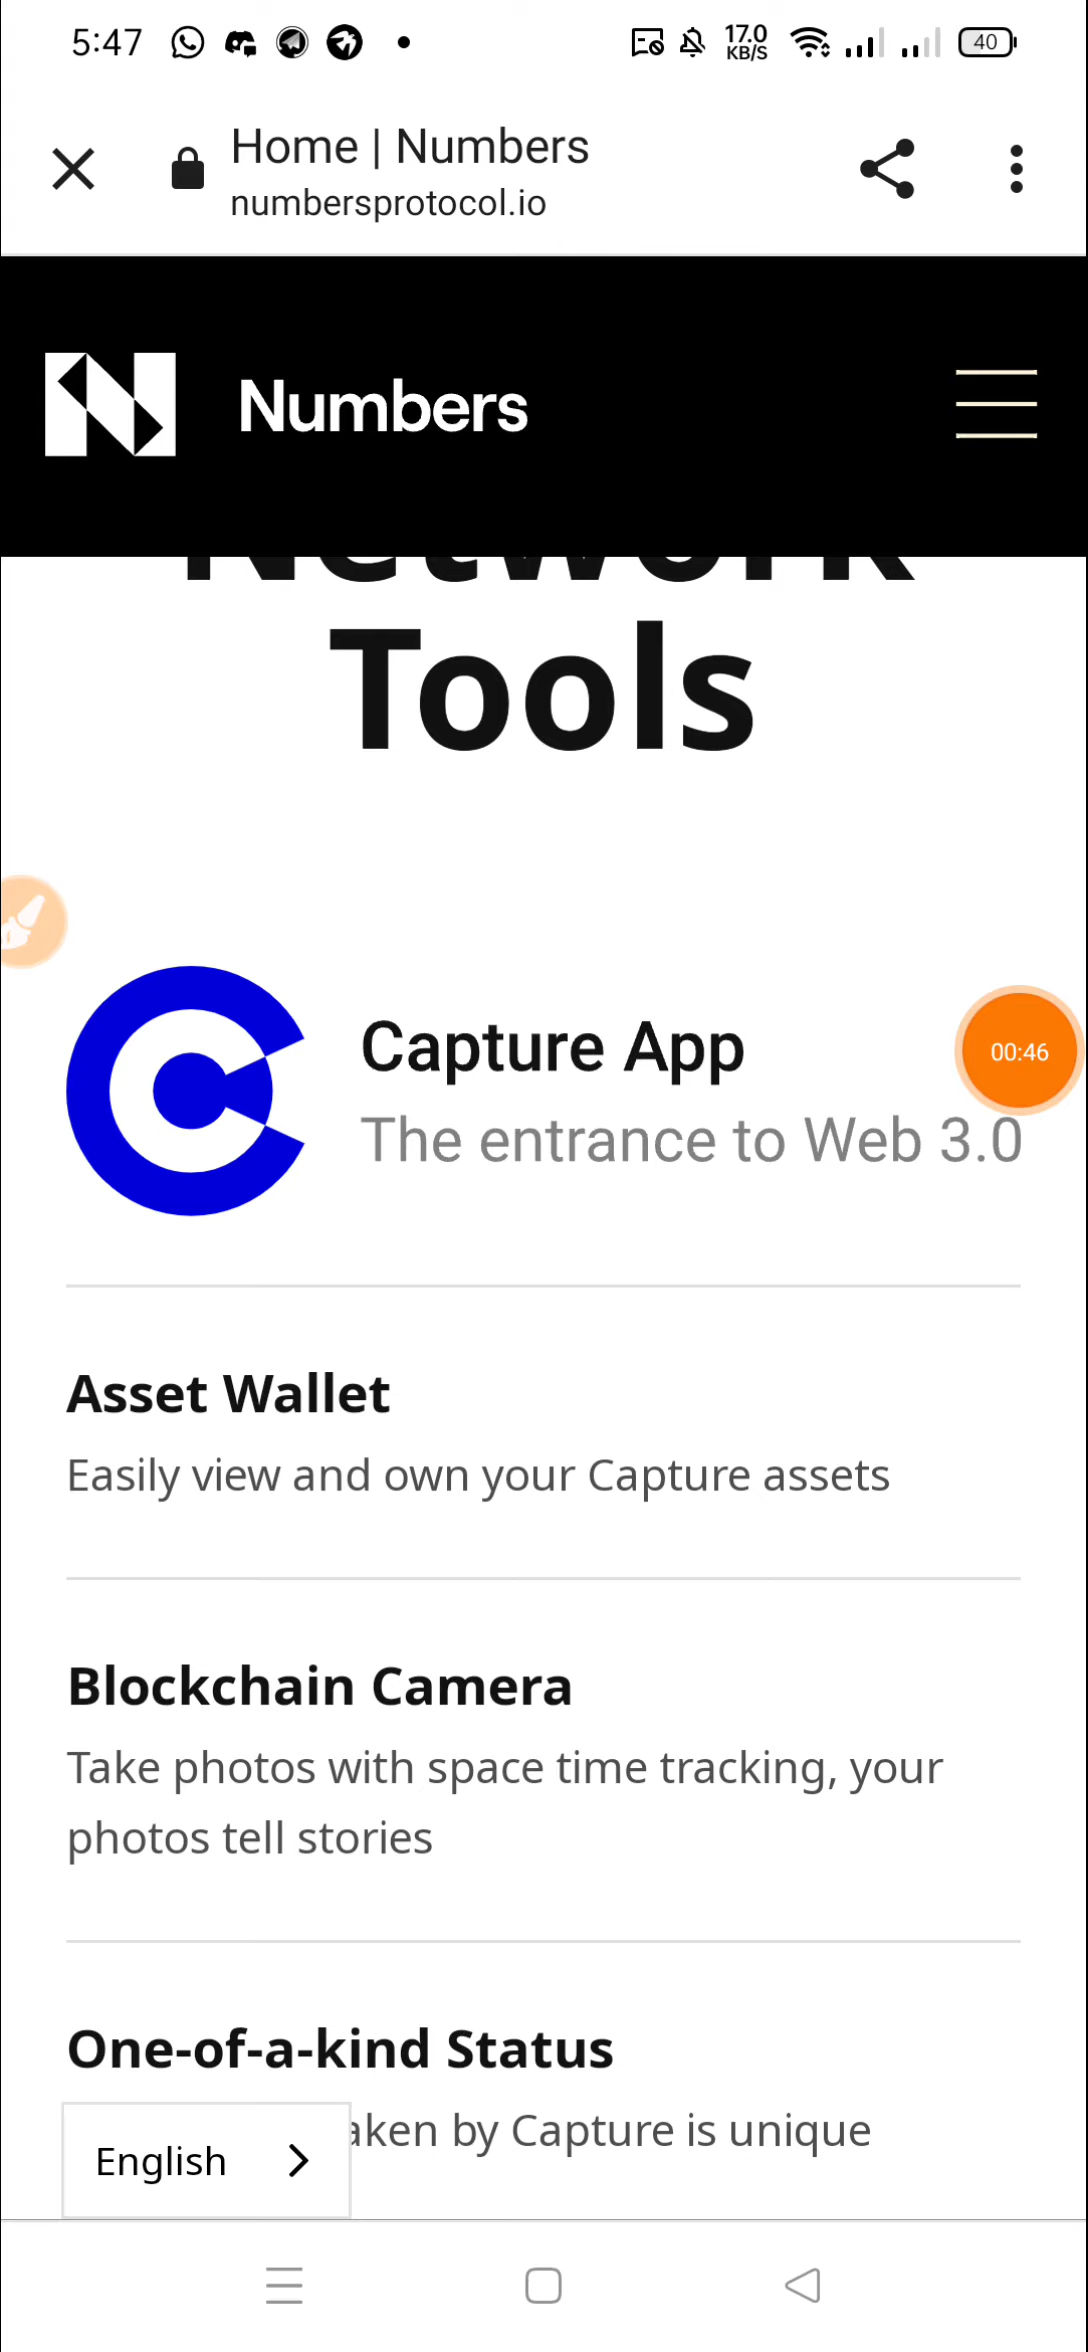 5:47
17.0
KB/S
40
Home | Numbers
numbersprotocol.io
Numbers
Network
Tools
Capture App
00:46
The entrance to Web 3.0
Asset Wallet
Easily view and own your Capture assets
Blockchain Camera
Take photos with space time tracking, your
photos tell stories
One-of-a-kind Status
aken by Capture is unique
English